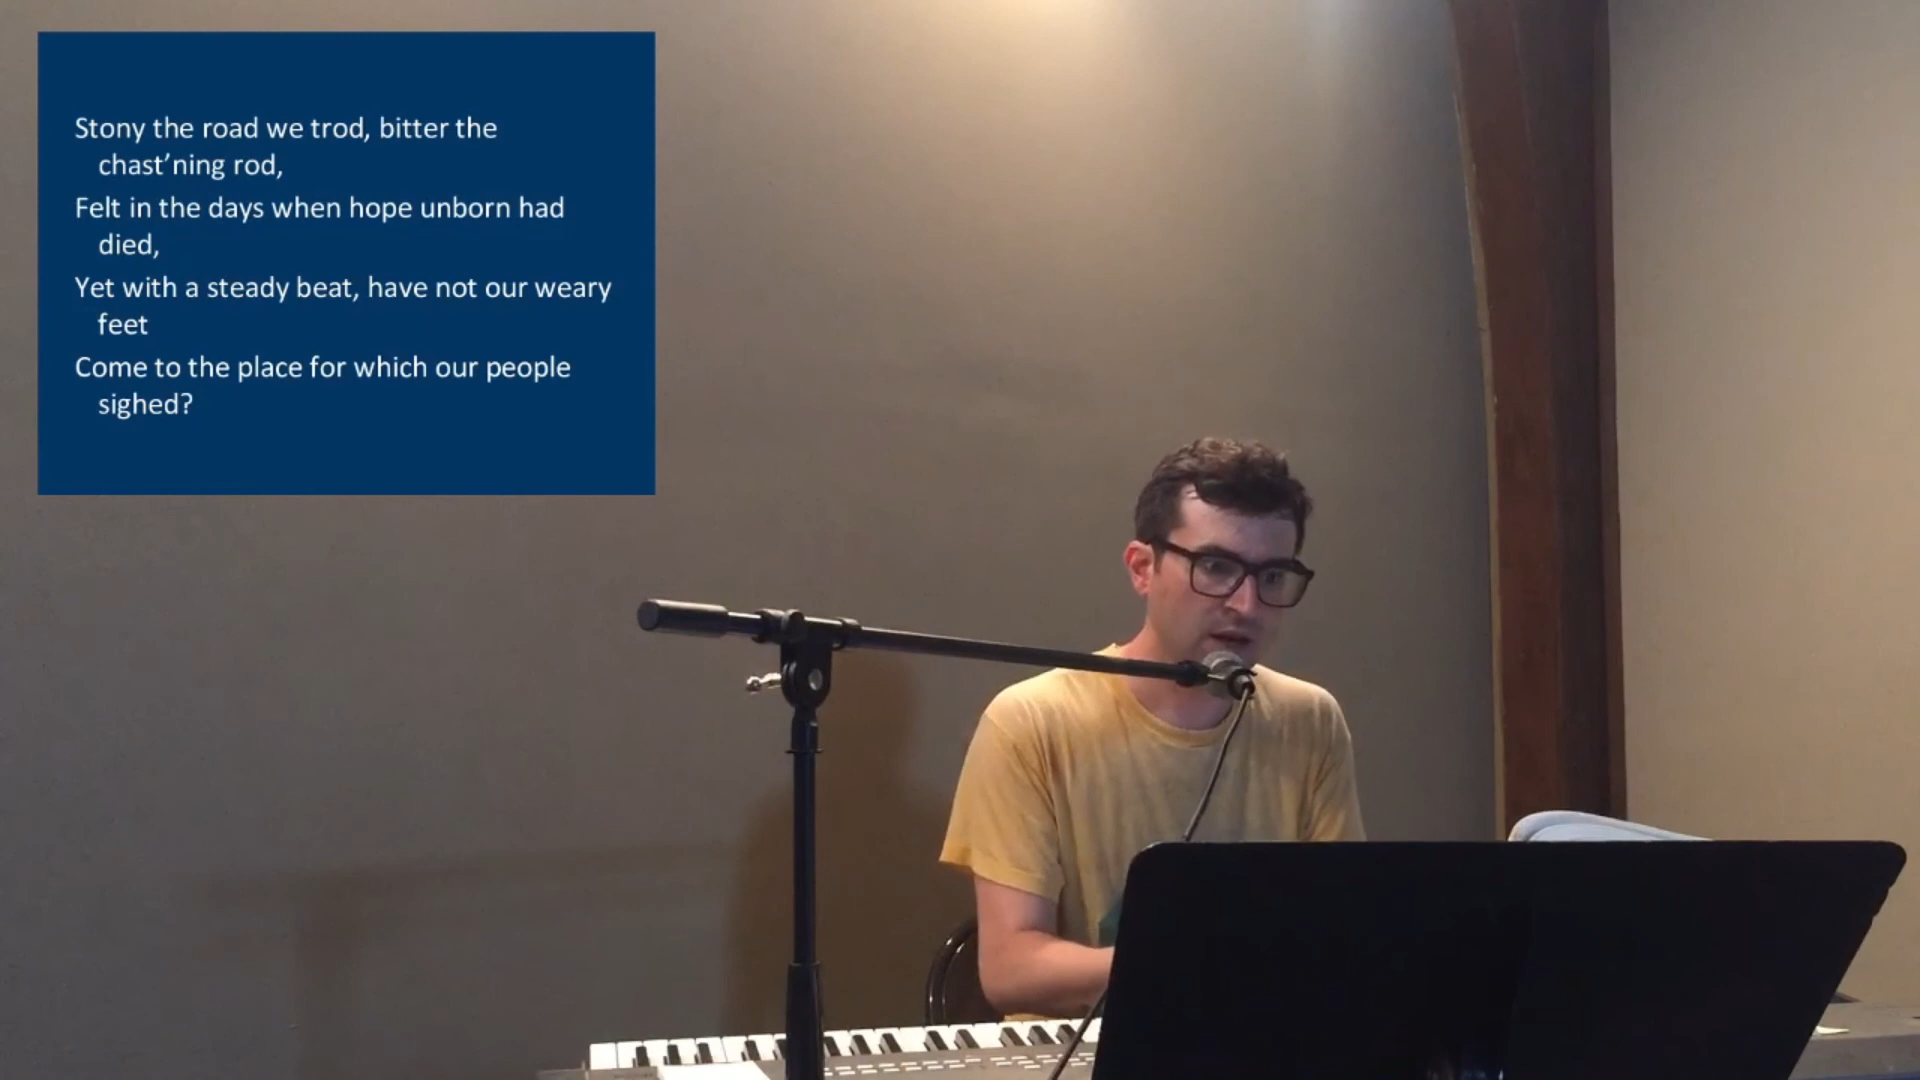 Stony the road we trod, bitter the
chast’ning rod,
Felt in the days when hope unborn had
died,
Yet with a steady beat, have not our weary
feet
Come to the place for which our people
sighed?